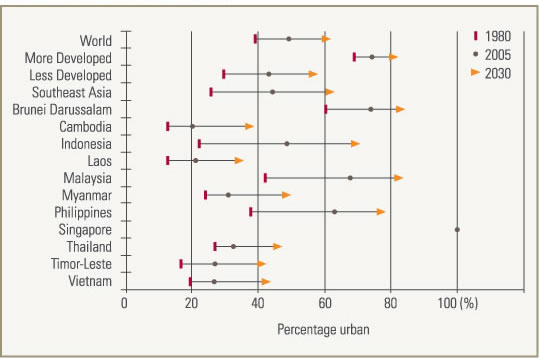 World
More Developed
Less Developed
Southeast Asia
Brunei Darussalam
Cambodia
Indonesia
Laos
Malaysia
Myanmar
Philippines
Singapore
Thailand
Timor-Leste
Vietnam
1980
2005
2030
0 20 40 60 80 100 (%)
Percentage urban